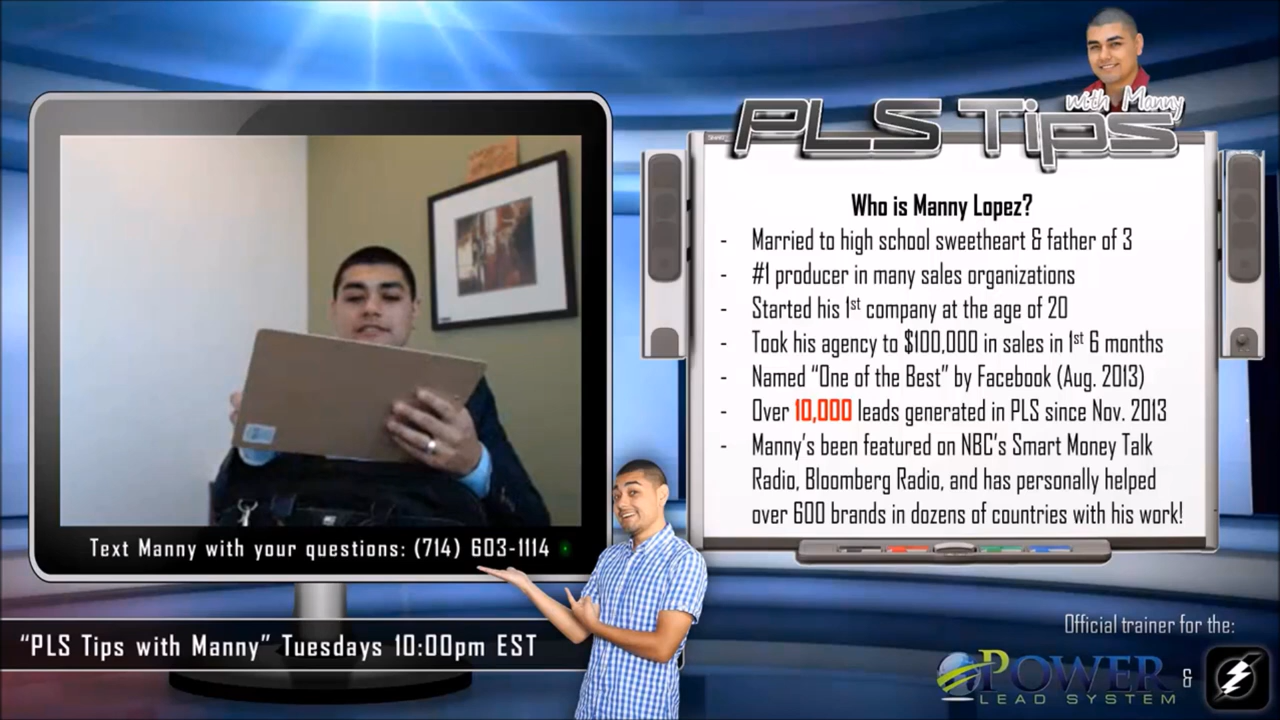 with Manny
PLS Tips
Who is Manny Lopez?
- Married to high school sweetheart & father of 3
- #1 producer in many sales organizations
- Started his 1st company at the age of 20
- Took his agency to $100,000 in sales in 1st 6 months
- Named “One of the Best” by Facebook (Aug. 2013)
- Over 10,000 leads generated in PLS since Nov. 2013
- Manny’s been featured on NBC’s Smart Money Talk
Radio, Bloomberg Radio, and has personally helped
over 600 brands in dozens of countries with his work!
Text Manny with your questions: (714) 603-1114
“PLS Tips with Manny” Tuesdays 10:00pm EST
Official trainer for the:
POWER
LEAD SYSTEM
&